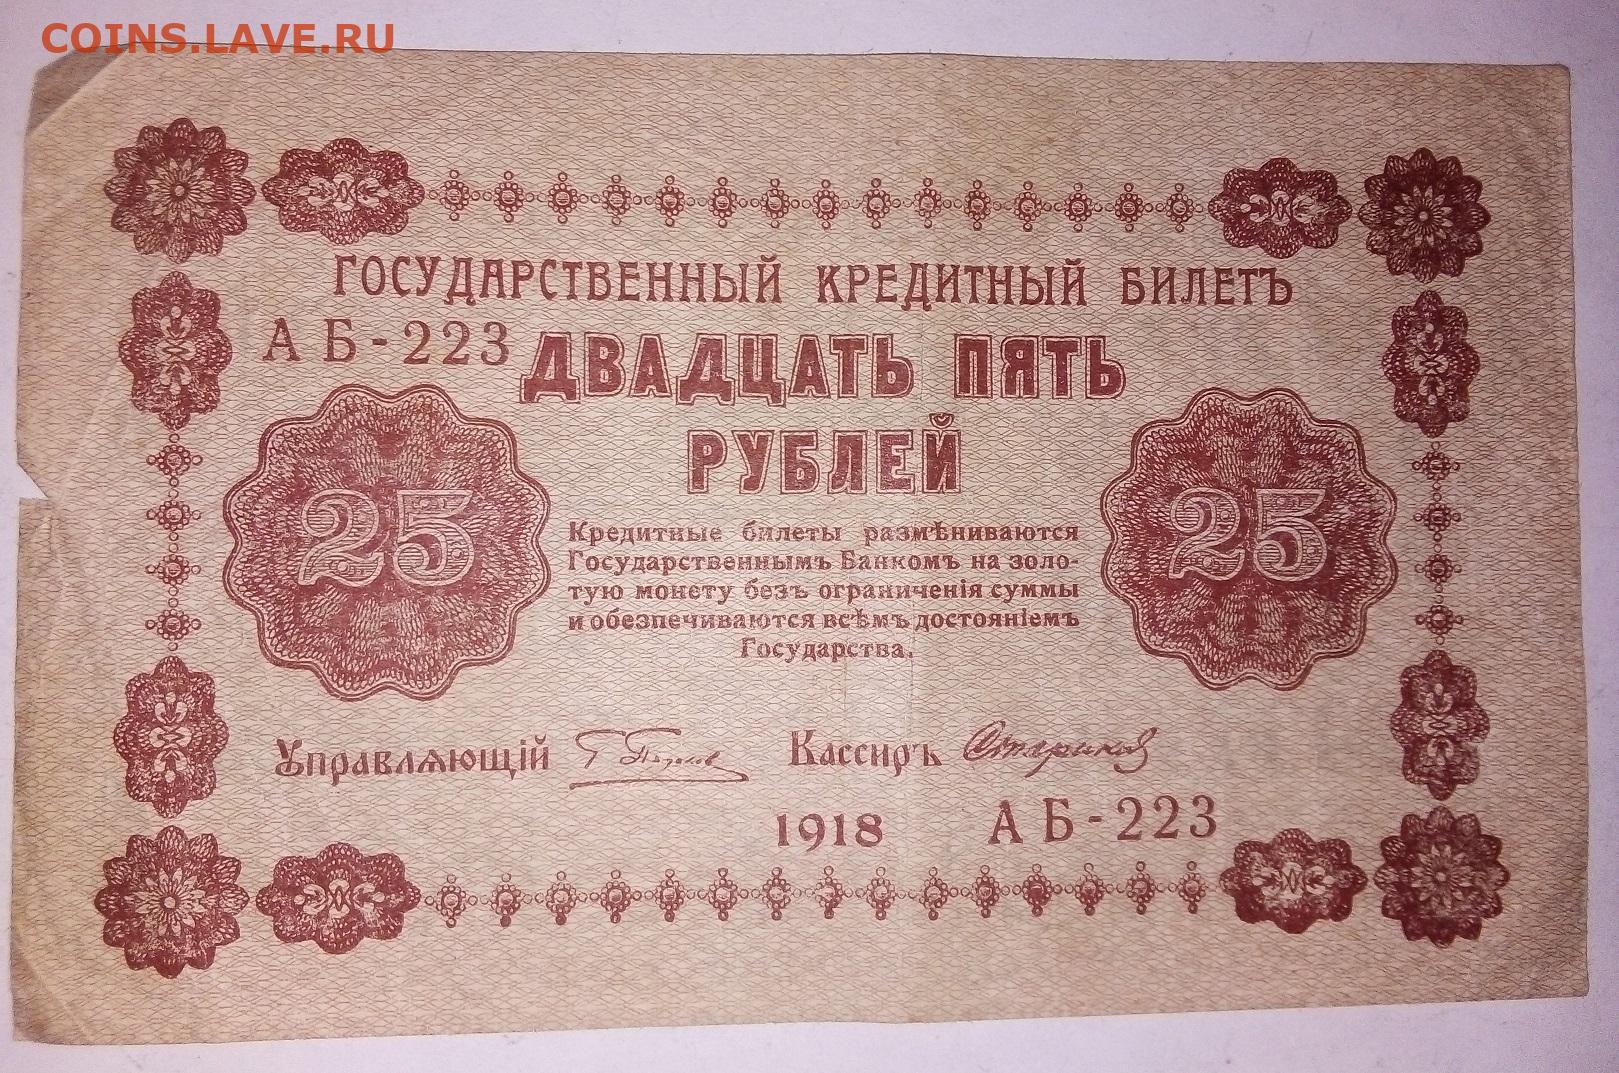 COINS.LAVE.RU
ГОСУДАРСТВЕННЫЙ КРЕДИТНЫЙ БИЛЕТЪ
АБ-223
ДВАДЦАТЬ ПЯТЬ
РУБЛЕЙ
25
25
Кредитные билеты размѣниваются
Государственнымъ Банкомъ на золо-
тую монету безъ ограниченія суммы
и обезпечиваются всѣмъ достояніемъ
Государства.
Управляющій
Кассиръ Стариков
1918 АБ-223